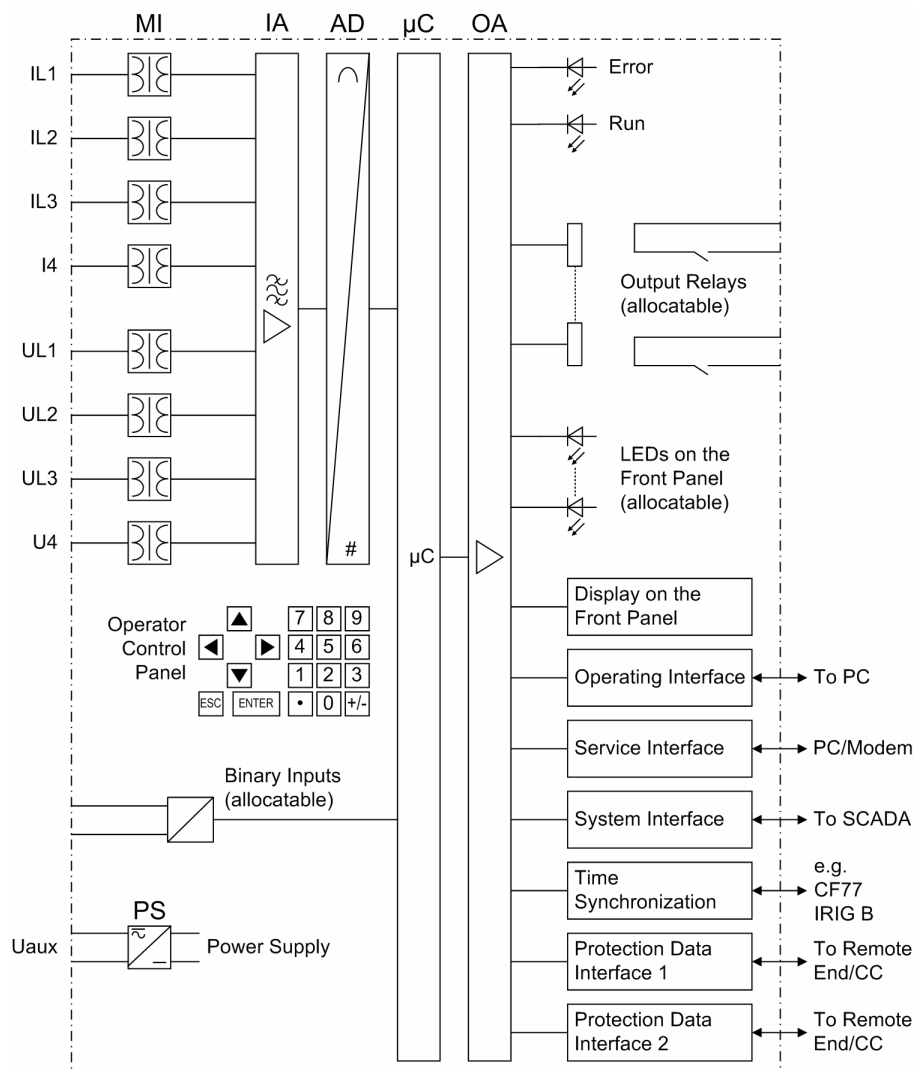 MI IA AD µC OA
IL1
IL2
IL3
I4
UL1
UL2
UL3
U4
#
µC
Error
Run
Output Relays
(allocatable)
LEDs on the
Front Panel
(allocatable)
Display on the
Front Panel
Operating Interface
To PC
Service Interface
PC/Modem
System Interface
To SCADA
Time
Synchronization
e.g.
CF77
IRIG B
Protection Data
Interface 1
To Remote
End/CC
Protection Data
Interface 2
To Remote
End/CC
Operator
Control
Panel
7 8 9
4 5 6
1 2 3
ESC ENTER • 0 +/-
Binary Inputs
(allocatable)
PS
Uaux
Power Supply